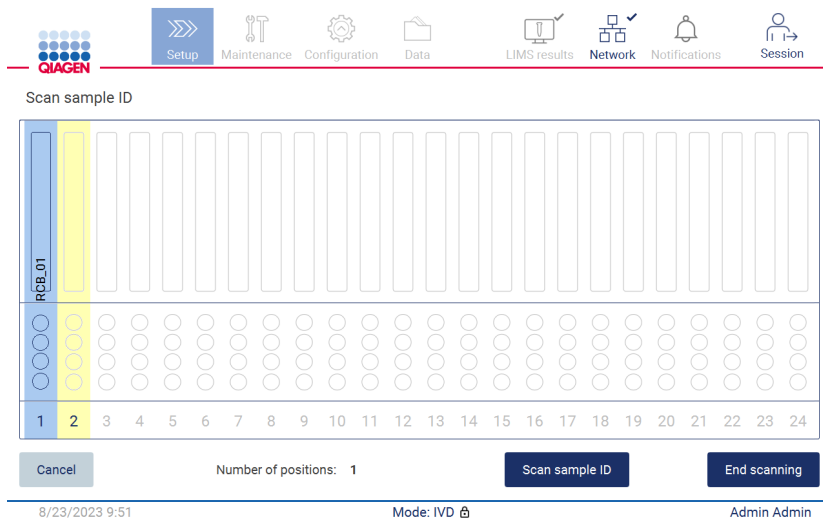 QIAGEN
Setup Maintenance Configuration Data LIMS results Network Notifications Session
Scan sample ID
RCB_01
1 2 3 4 5 6 7 8 9 10 11 12 13 14 15 16 17 18 19 20 21 22 23 24
Cancel Number of positions: 1 Scan sample ID End scanning
8/23/2023 9:51 Mode: IVD Admin Admin